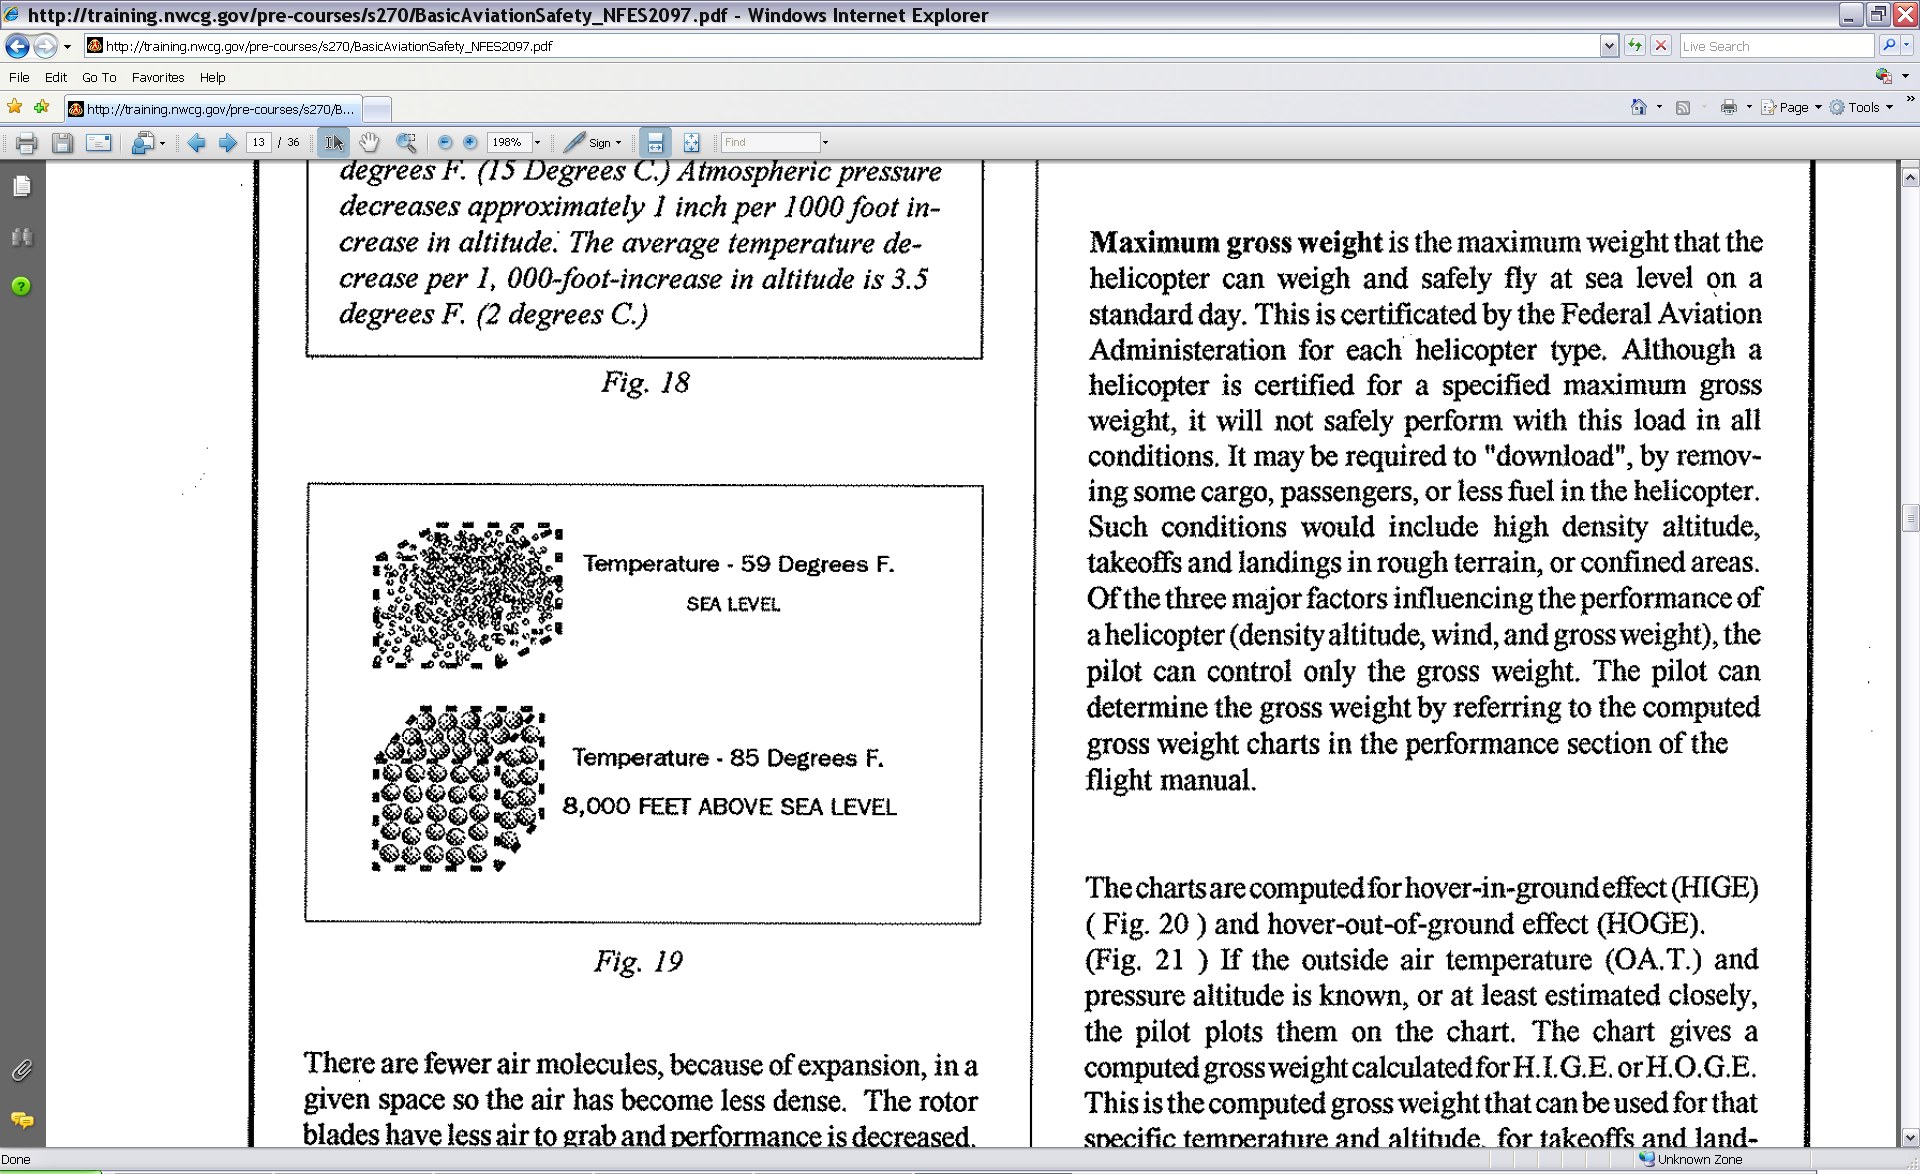 http://training.nwcg.gov/pre-courses/s270/BasicAviationSafety_NFES2097.pdf - Windows Internet Explorer
http://training.nwcg.gov/pre-courses/s270/BasicAviationSafety_NFES2097.pdf
Live Search
File Edit Go To Favorites Help
http://training.nwcg.gov/pre-courses/s270/B...
Page Tools
13 / 36
198%
Sign
Find
degrees F. (15 Degrees C.) Atmospheric pressure
decreases approximately 1 inch per 1000 foot in-
crease in altitude. The average temperature de-
crease per 1, 000-foot-increase in altitude is 3.5
degrees F. (2 degrees C.)
Fig. 18
Temperature - 59 Degrees F.
SEA LEVEL
Temperature - 85 Degrees F.
8,000 FEET ABOVE SEA LEVEL
Fig. 19
There are fewer air molecules, because of expansion, in a
given space so the air has become less dense. The rotor
blades have less air to grab and performance is decreased.
Maximum gross weight is the maximum weight that the
helicopter can weigh and safely fly at sea level on a
standard day. This is certificated by the Federal Aviation
Administeration for each helicopter type. Although a
helicopter is certified for a specified maximum gross
weight, it will not safely perform with this load in all
conditions. It may be required to "download", by remov-
ing some cargo, passengers, or less fuel in the helicopter.
Such conditions would include high density altitude,
takeoffs and landings in rough terrain, or confined areas.
Of the three major factors influencing the performance of
a helicopter (density altitude, wind, and gross weight), the
pilot can control only the gross weight. The pilot can
determine the gross weight by referring to the computed
gross weight charts in the performance section of the
flight manual.
The charts are computed for hover-in-ground effect (HIGE)
( Fig. 20 ) and hover-out-of-ground effect (HOGE).
(Fig. 21 ) If the outside air temperature (OA.T.) and
pressure altitude is known, or at least estimated closely,
the pilot plots them on the chart. The chart gives a
computed gross weight calculated for H.I.G.E. or H.O.G.E.
This is the computed gross weight that can be used for that
specific temperature and altitude, for takeoffs and land-
Done
Unknown Zone